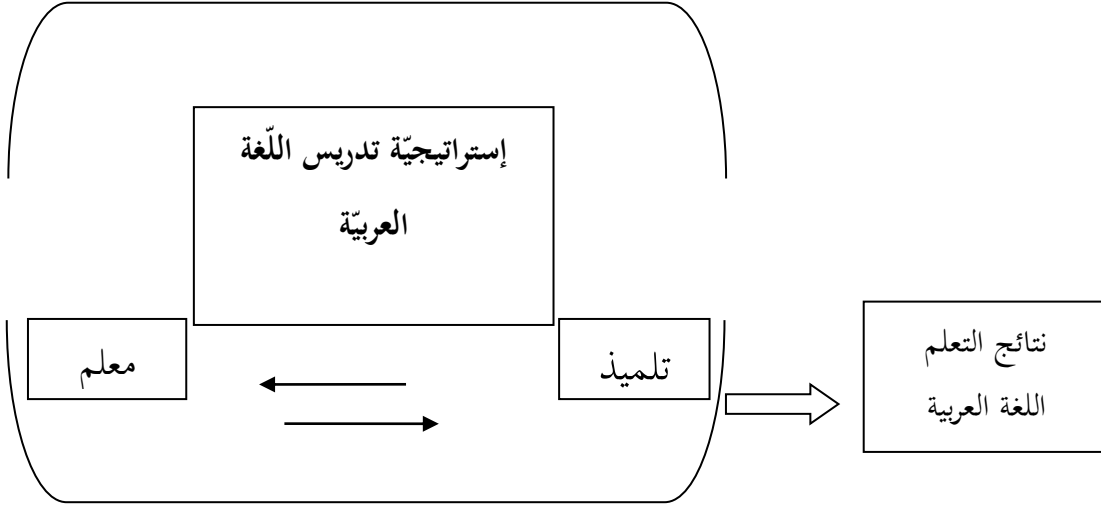 إستراتيجيّة تدريس اللّغة
العربيّة
تلميذ
معلم
نتائج التعلم
اللغة العربية